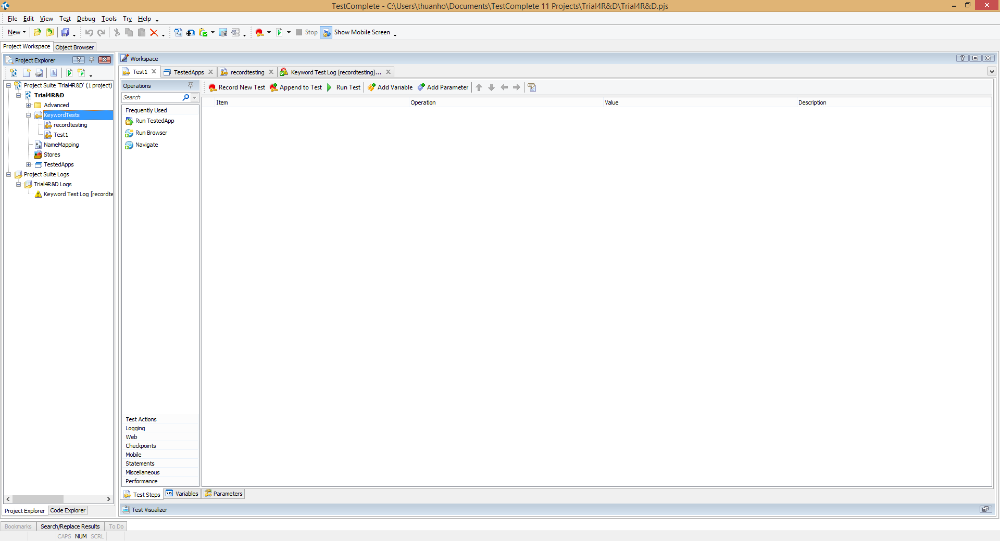 TestComplete - C:\Users\thuanho\Documents\TestComplete 11 Projects\Trial4R&D\Trial4R&D.pjs
File Edit View Test Debug Tools Try Help
New Stop Show Mobile Screen
Project Workspace Object Browser
Project Explorer
Workspace
Test1 TestedApps recordtesting Keyword Test Log [recordtesting]...
Operations
Record New Test Append to Test Run Test Add Variable Add Parameter
Search
Item Operation Value Description
Project Suite 'Trial4R&D' (1 project)
Trial4R&D
Advanced
KeywordTests
recordtesting
Test1
NameMapping
Stores
TestedApps
Project Suite Logs
Trial4R&D Logs
Keyword Test Log [recordte
Frequently Used
Run TestedApp
Run Browser
Navigate
Test Actions
Logging
Web
Checkpoints
Mobile
Statements
Miscellaneous
Performance
Test Steps Variables Parameters
Project Explorer Code Explorer
Test Visualizer
Bookmarks Search/Replace Results To Do
CAPS NUM SCRL